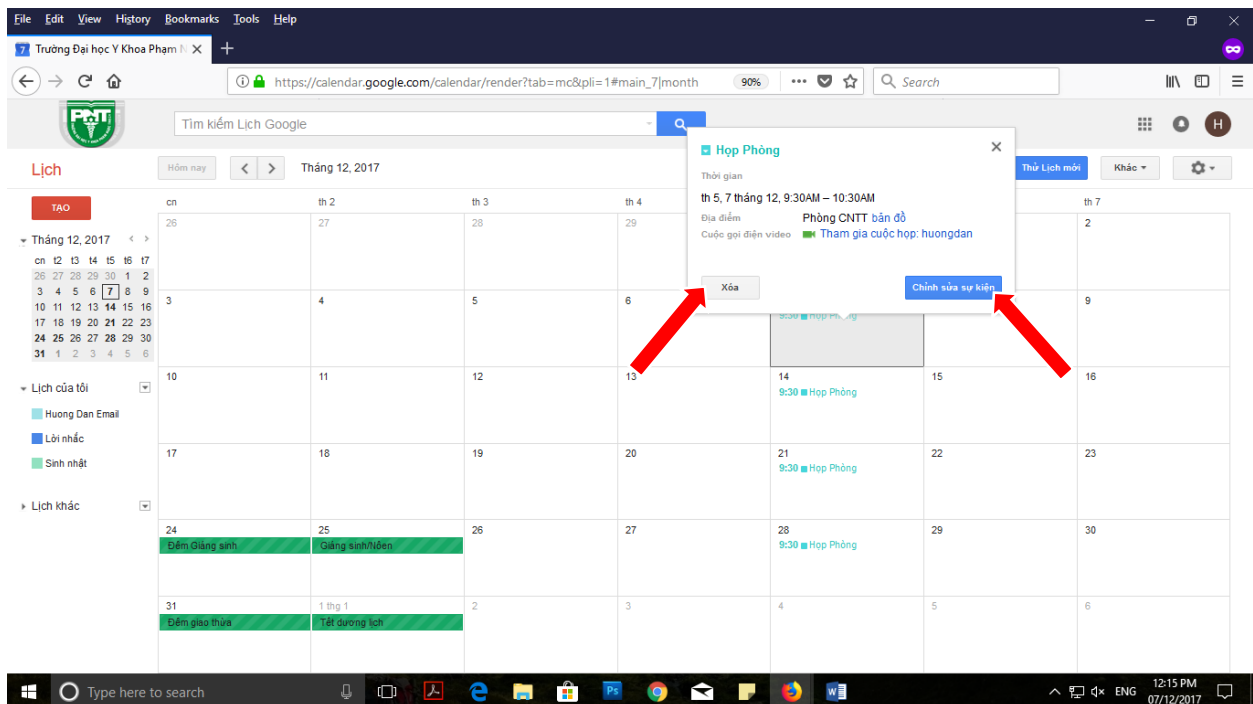 File Edit View History Bookmarks Tools Help
7 Trường Đại học Y Khoa Phạm N
https://calendar.google.com/calendar/render?tab=mc&pli=1#main_7|month 90% Search
PNT
Tìm kiếm Lịch Google
H
Lịch
Hôm nay Tháng 12, 2017 Thử Lịch mới Khác
Họp Phòng
Thời gian
th 5, 7 tháng 12, 9:30AM – 10:30AM
Địa điểm Phòng CNTT bản đồ
Cuộc gọi điện video Tham gia cuộc họp: huongdan
Xóa Chỉnh sửa sự kiện
TẠO
Tháng 12, 2017
cn t2 t3 t4 t5 t6 t7
26 27 28 29 30 1 2
3 4 5 6 7 8 9
10 11 12 13 14 15 16
17 18 19 20 21 22 23
24 25 26 27 28 29 30
31 1 2 3 4 5 6
Lịch của tôi
Huong Dan Email
Lời nhắc
Sinh nhật
Lịch khác
cn th 2 th 3 th 4 th 7
26 27 28 29 2
3 4 5 6 9
9:30 Họp Phòng
10 11 12 13 14 15 16
9:30 Họp Phòng
17 18 19 20 21 22 23
9:30 Họp Phòng
24 25 26 27 28 29 30
Đêm Giáng sinh Giáng sinh/Nôen 9:30 Họp Phòng
31 1 thg 1 2 3 4 5 6
Đêm giao thừa Tết dương lịch
Type here to search Ps W ENG 12:15 PM
07/12/2017